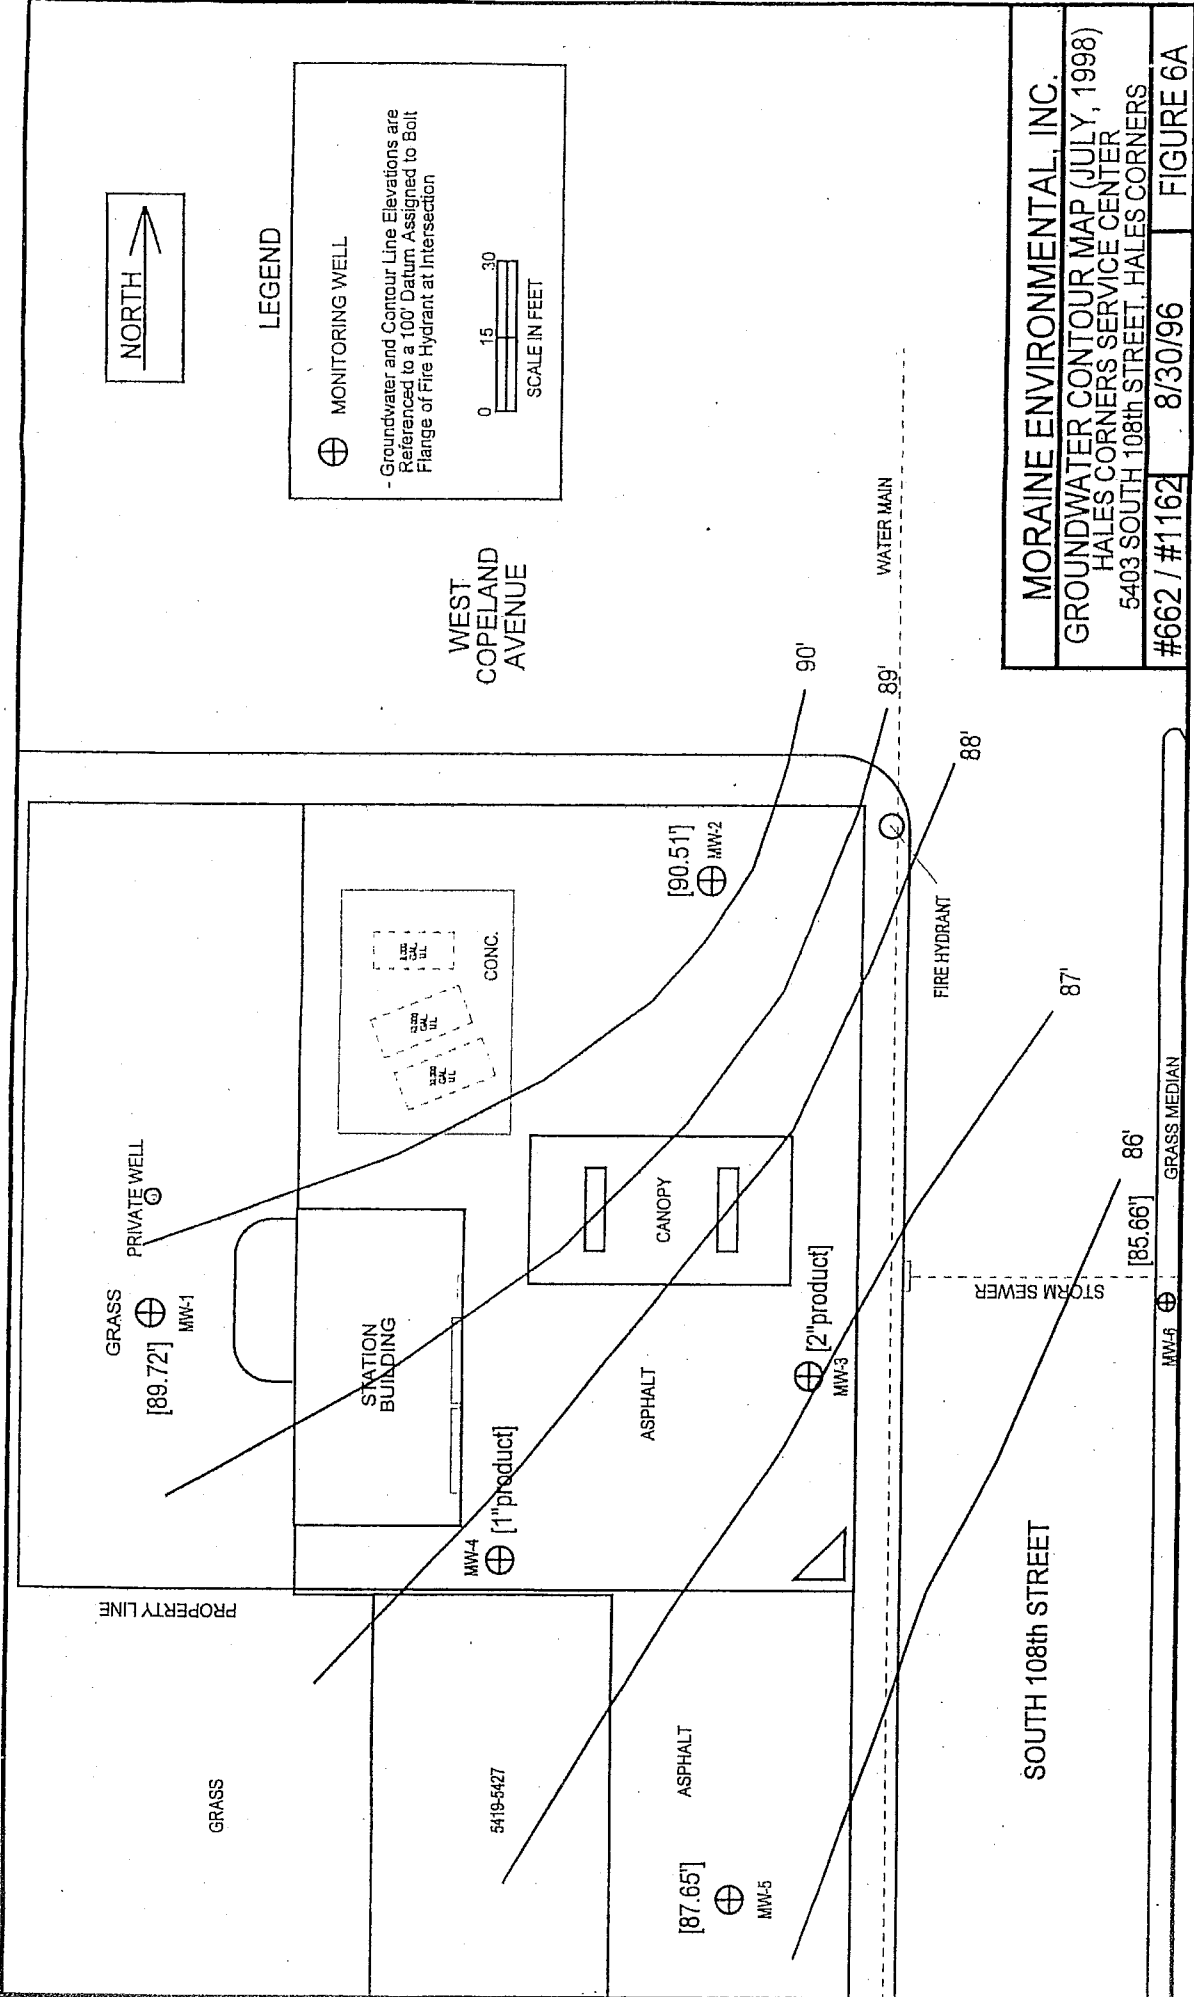 NORTH
LEGEND
MONITORING WELL
- Groundwater and Contour Line Elevations are
Referenced to a 100' Datum Assigned to Bolt
Flange of Fire Hydrant at Intersection
0 15 30
SCALE IN FEET
WEST
COPELAND
AVENUE
WATER MAIN
90'
89'
88'
87'
86'
[90.51']
MW-2
CONC.
GAL
GAL
GAL
FIRE HYDRANT
PRIVATE WELL
GRASS
[89.72']
MW-1
STATION
BUILDING
CANOPY
ASPHALT
[2"product]
MW-3
MW-4
[1"product]
STORM SEWER
[85.66']
MW-6
GRASS MEDIAN
PROPERTY LINE
GRASS
5419-5427
ASPHALT
[87.65']
MW-5
SOUTH 108th STREET
MORAINE ENVIRONMENTAL, INC.
GROUNDWATER CONTOUR MAP (JULY, 1998)
HALES CORNERS SERVICE CENTER
5403 SOUTH 108th STREET, HALES CORNERS
#662 / #1162 8/30/96 FIGURE 6A